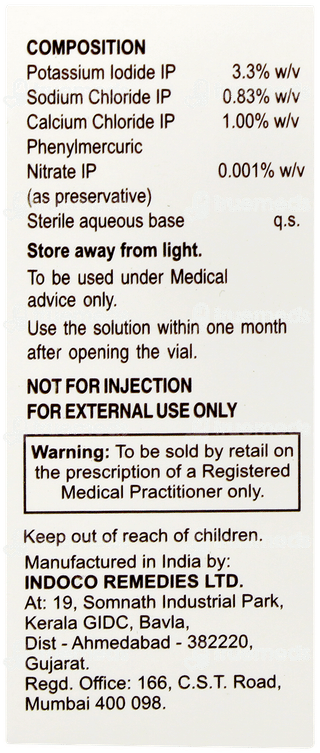 COMPOSITION
Potassium Iodide IP 3.3% w/v
Sodium Chloride IP 0.83% w/v
Calcium Chloride IP 1.00% w/v
Phenylmercuric
Nitrate IP 0.001% w/v
(as preservative)
Sterile aqueous base q.s.
Store away from light.
To be used under Medical
advice only.
Use the solution within one month
after opening the vial.
NOT FOR INJECTION
FOR EXTERNAL USE ONLY
Warning: To be sold by retail on
the prescription of a Registered
Medical Practitioner only.
Keep out of reach of children.
Manufactured in India by:
INDOCO REMEDIES LTD.
At: 19, Somnath Industrial Park,
Kerala GIDC, Bavla,
Dist - Ahmedabad - 382220,
Gujarat.
Regd. Office: 166, C.S.T. Road,
Mumbai 400 098.